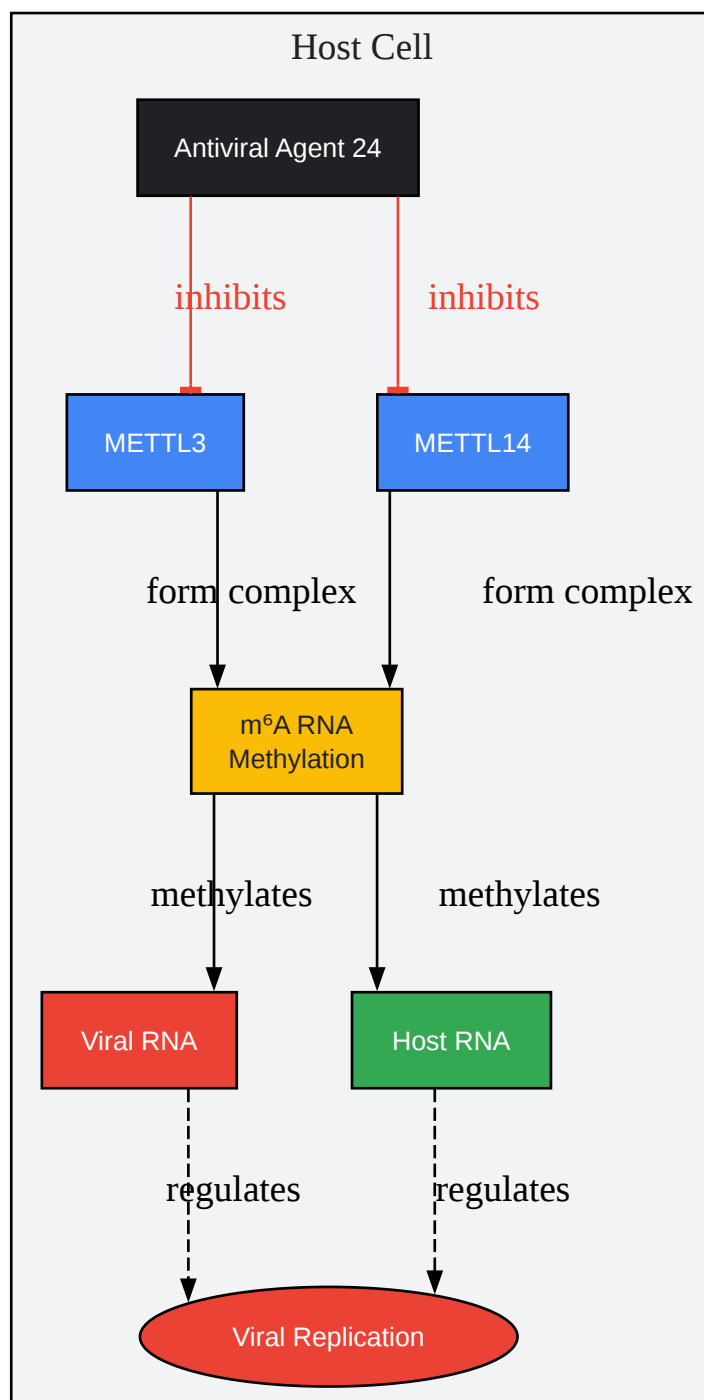 Host Cell
Antiviral Agent 24
inhibits
inhibits
METTL3
METTL14
form complex
form complex
m⁶A RNA
Methylation
methylates
methylates
Viral RNA
Host RNA
regulates
regulates
Viral Replication